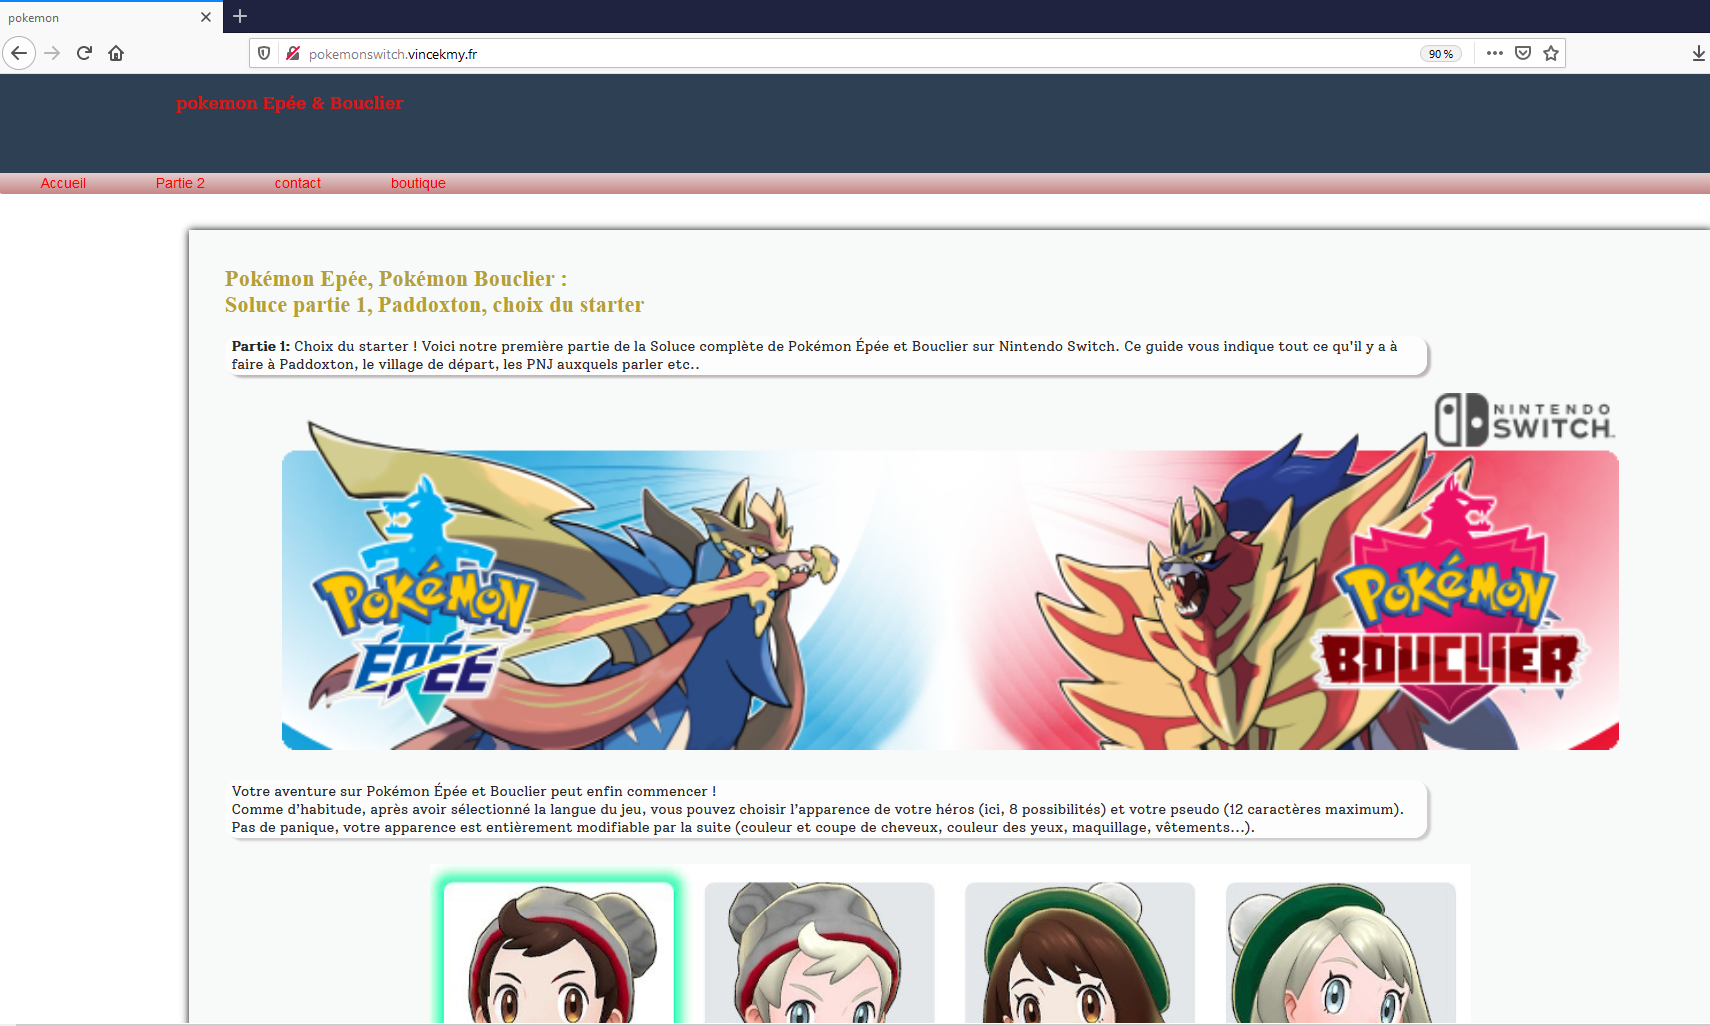 pokemon
pokemonswitch.vincekmy.fr
90%
pokemon Epée & Bouclier
Accueil
Partie 2
contact
boutique
Pokémon Epée, Pokémon Bouclier :
Soluce partie 1, Paddoxton, choix du starter
Partie 1: Choix du starter ! Voici notre première partie de la Soluce complète de Pokémon Épée et Bouclier sur Nintendo Switch. Ce guide vous indique tout ce qu'il y a à
faire à Paddoxton, le village de départ, les PNJ auxquels parler etc..
NINTENDO
SWITCH
POKéMON
ÉPÉE
POKéMON
BOUCLIER
Votre aventure sur Pokémon Épée et Bouclier peut enfin commencer !
Comme d’habitude, après avoir sélectionné la langue du jeu, vous pouvez choisir l’apparence de votre héros (ici, 8 possibilités) et votre pseudo (12 caractères maximum).
Pas de panique, votre apparence est entièrement modifiable par la suite (couleur et coupe de cheveux, couleur des yeux, maquillage, vêtements…).